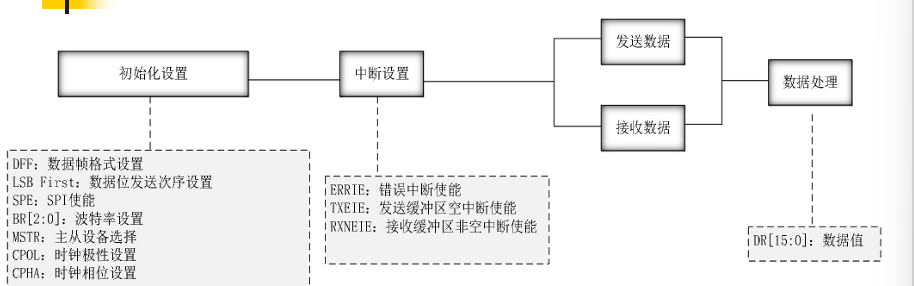 初始化设置
中断设置
发送数据
接收数据
数据处理
DFF: 数据帧格式设置
LSB First: 数据位发送次序设置
SPE: SPI使能
BR[2:0]: 波特率设置
MSTR: 主从设备选择
CPOL: 时钟极性设置
CPHA: 时钟相位设置
ERRIE: 错误中断使能
TXEIE: 发送缓冲区空中断使能
RXNEIE: 接收缓冲区非空中断使能
DR[15:0]: 数据值